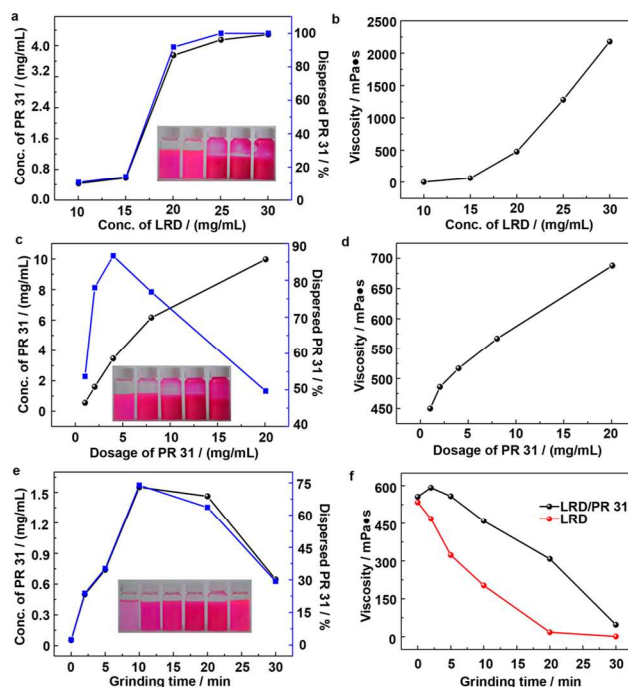 a
Conc. of PR 31 / (mg/mL)
4.0
3.2
2.4
1.6
0.8
0.0
10 15 20 25 30
Conc. of LRD / (mg/mL)
100
80
60
40
20
0
Dispersed PR 31 / %
b
Viscosity / mPa●s
2000
1500
1000
500
0
10 15 20 25 30
Conc. of LRD / (mg/mL)
c
Conc. of PR 31 / (mg/mL)
10
8
6
4
2
0
0 5 10 15 20
Dosage of PR 31 / (mg/mL)
90
80
70
60
50
40
Dispersed PR 31 / %
d
Viscosity / mPa●s
700
650
600
550
500
450
0 5 10 15 20
Dosage of PR 31 / (mg/mL)
e
Conc. of PR 31 / (mg/mL)
1.5
1.2
0.9
0.6
0.3
0.0
0 5 10 15 20 25 30
Grinding time / min
75
60
45
30
15
0
Dispersed PR 31 / %
f
Viscosity / mPa●s
600
450
300
150
0
LRD/PR 31
LRD
0 5 10 15 20 25 30
Grinding time / min